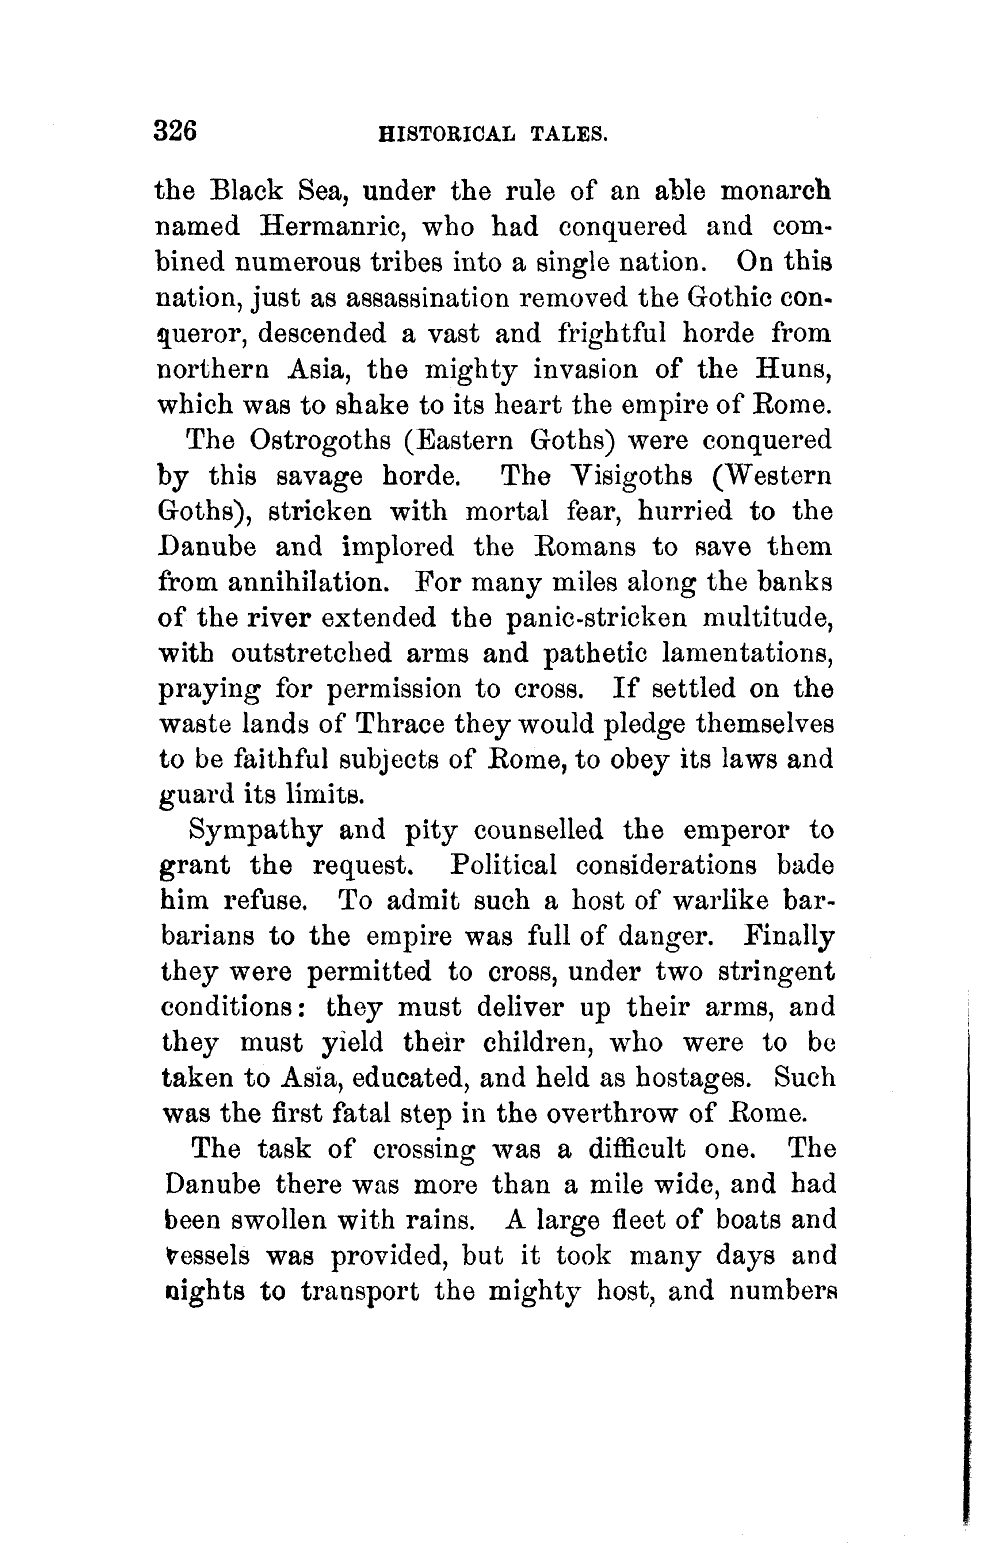 326 HISTORICAL TALES.
the Black Sea, under the rule of an able monarch
named Hermanric, who had conquered and com-
bined numerous tribes into a single nation. On this
nation, just as assassination removed the Gothic con-
queror, descended a vast and frightful horde from
northern Asia, the mighty invasion of the Huns,
which was to shake to its heart the empire of Rome.
The Ostrogoths (Eastern Goths) were conquered
by this savage horde. The Visigoths (Western
Goths), stricken with mortal fear, hurried to the
Danube and implored the Romans to save them
from annihilation. For many miles along the banks
of the river extended the panic-stricken multitude,
with outstretched arms and pathetic lamentations,
praying for permission to cross. If settled on the
waste lands of Thrace they would pledge themselves
to be faithful subjects of Rome, to obey its laws and
guard its limits.
Sympathy and pity counselled the emperor to
grant the request. Political considerations bade
him refuse. To admit such a host of warlike bar-
barians to the empire was full of danger. Finally
they were permitted to cross, under two stringent
conditions: they must deliver up their arms, and
they must yield their children, who were to be
taken to Asia, educated, and held as hostages. Such
was the first fatal step in the overthrow of Rome.
The task of crossing was a difficult one. The
Danube there was more than a mile wide, and had
been swollen with rains. A large fleet of boats and
vessels was provided, but it took many days and
nights to transport the mighty host, and numbers